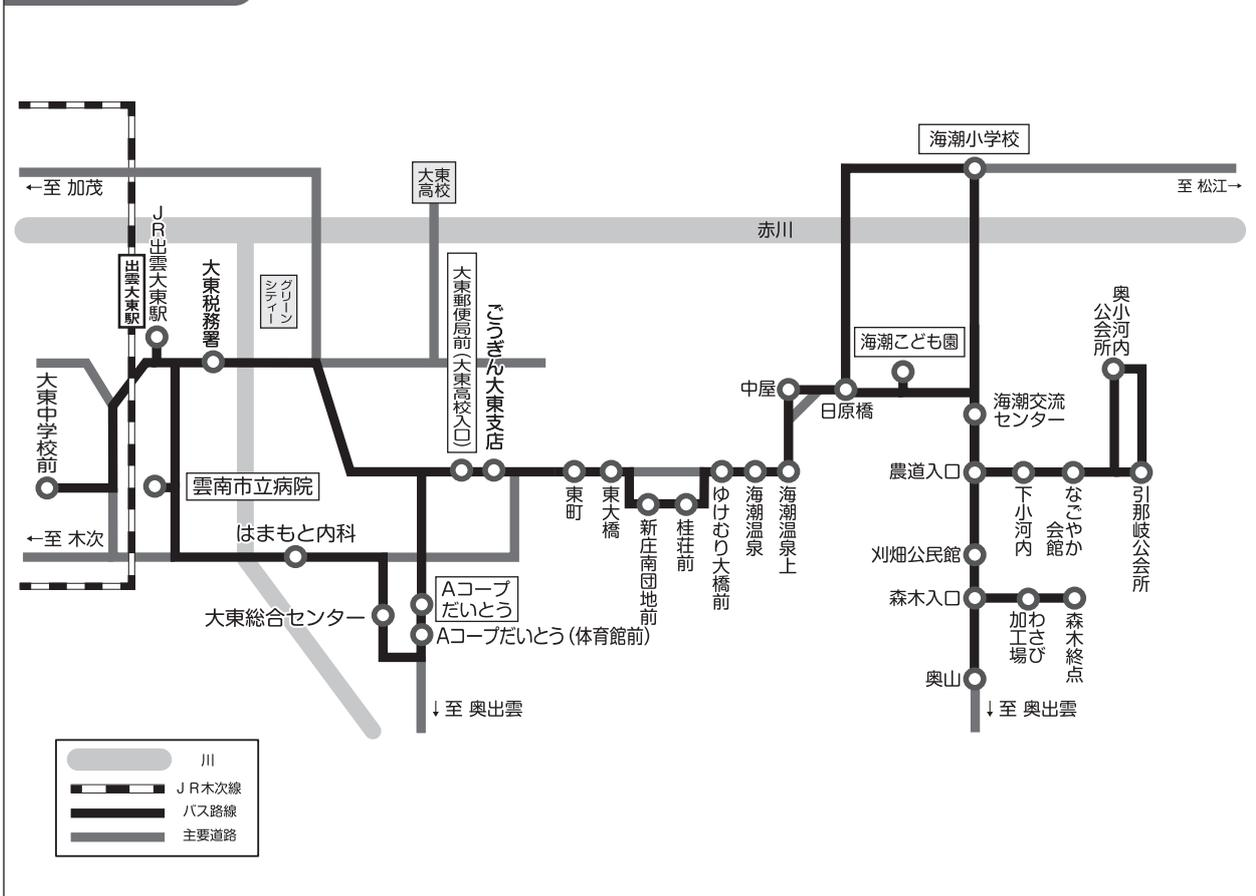 海潮小学校
←至 加茂
大東
高校
至 松江→
赤川
JR出雲大東駅
出雲大東駅
大東税務署
グリーン
シティー
大東郵便局前（大東高校入口）
ごうぎん大東支店
奥小河内
公会所
海潮こども園
大東中学校前
中屋
日原橋
海潮交流
センター
雲南市立病院
東町
東大橋
新庄南団地前
桂荘前
ゆけむり大橋前
海潮温泉
海潮温泉上
農道入口
下小河内
なごやか
会館
引那岐公会所
←至 木次
はまもと内科
刈畑公民館
大東総合センター
Aコープ
だいとう
Aコープだいとう（体育館前）
森木入口
わさび
加工場
森木終点
奥山
↓至 奥出雲
↓至 奥出雲
川
JR木次線
バス路線
主要道路